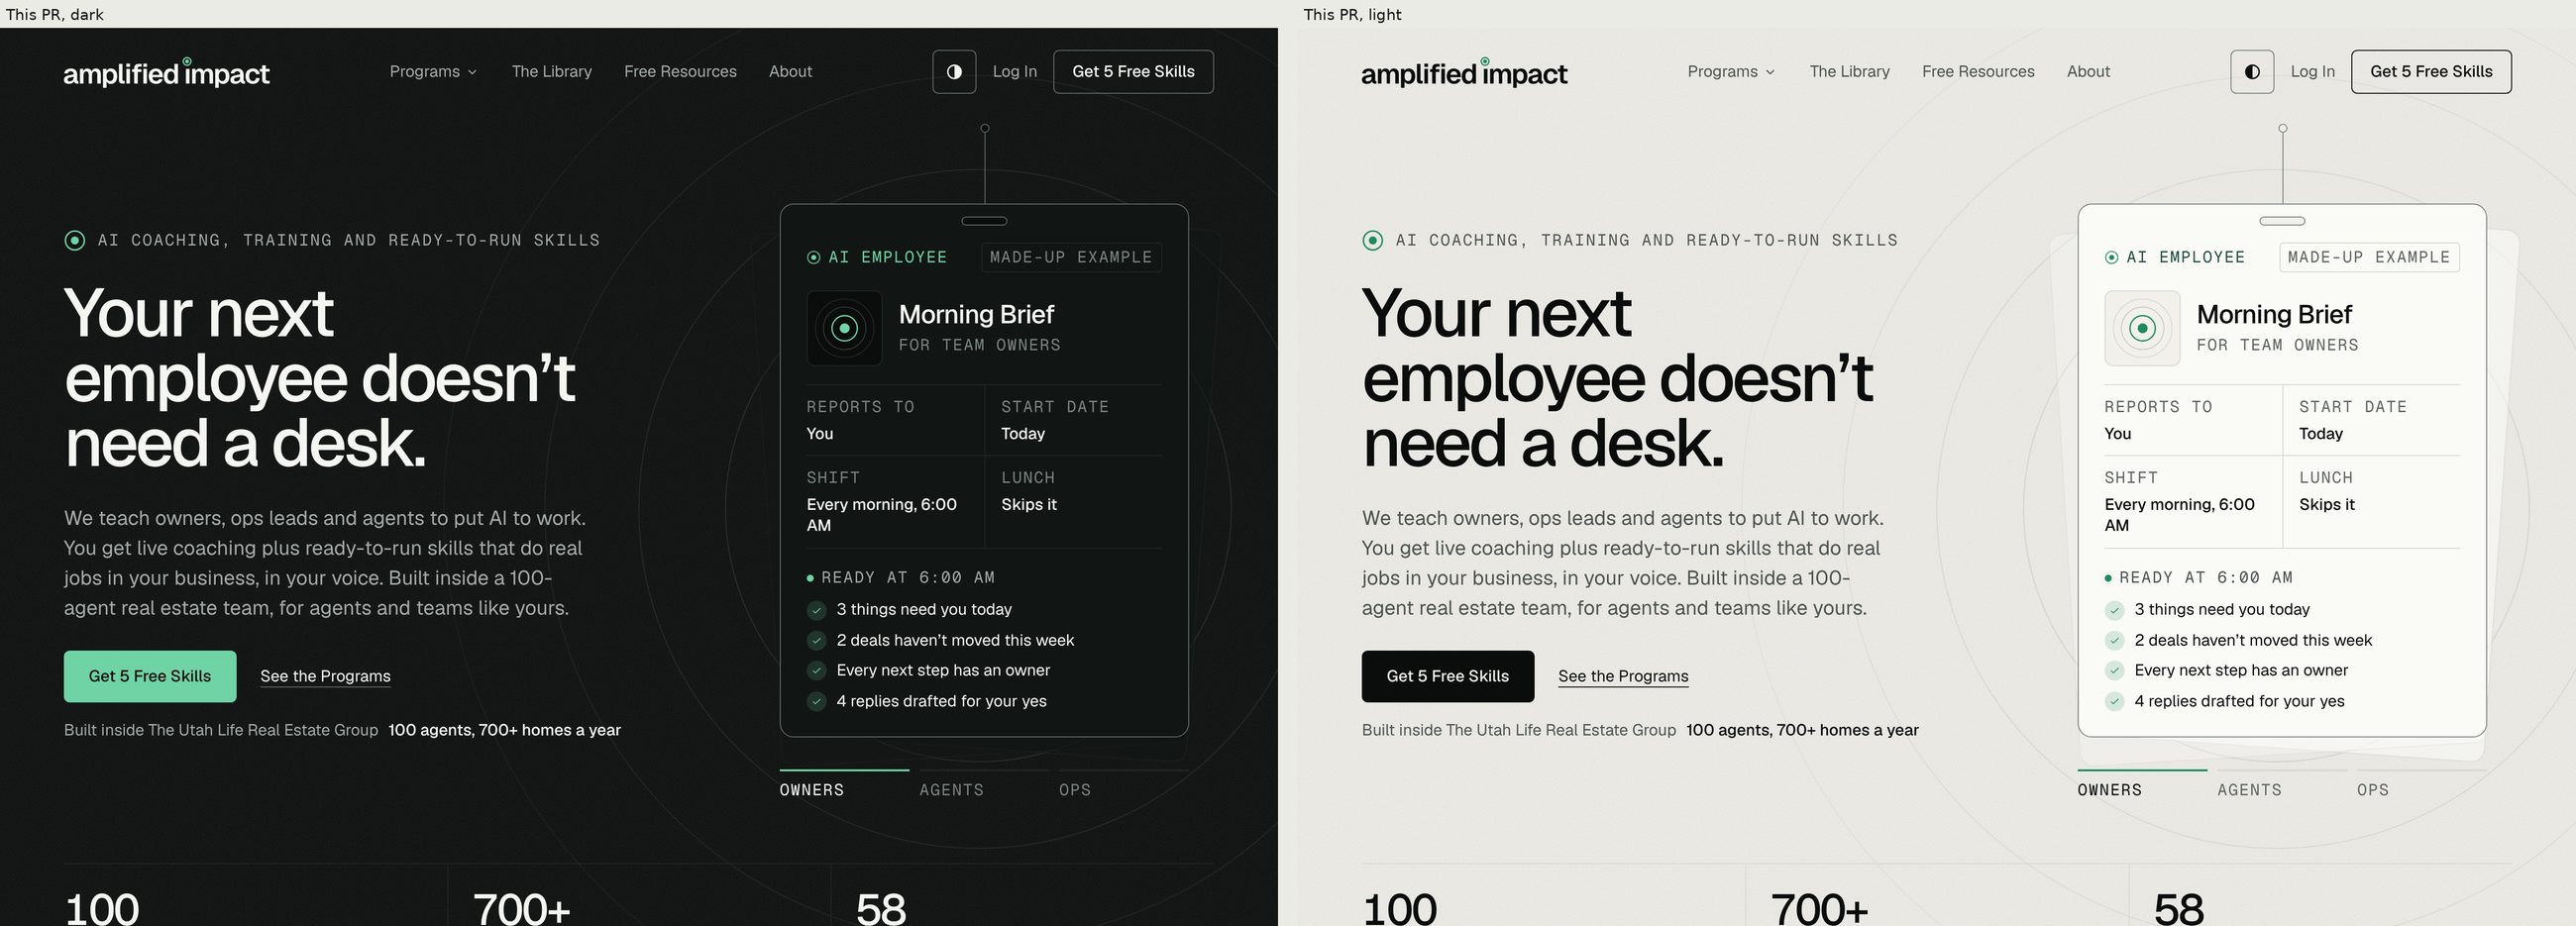 This PR, dark
amplified impact
Programs
The Library
Free Resources
About
Log In
Get 5 Free Skills
AI COACHING, TRAINING AND READY-TO-RUN SKILLS
Your next
employee doesn’t
need a desk.
We teach owners, ops leads and agents to put AI to work.
You get live coaching plus ready-to-run skills that do real
jobs in your business, in your voice. Built inside a 100-
agent real estate team, for agents and teams like yours.
Get 5 Free Skills
See the Programs
Built inside The Utah Life Real Estate Group 100 agents, 700+ homes a year
AI EMPLOYEE
MADE-UP EXAMPLE
Morning Brief
FOR TEAM OWNERS
REPORTS TO
You
START DATE
Today
SHIFT
Every morning, 6:00
AM
LUNCH
Skips it
READY AT 6:00 AM
3 things need you today
2 deals haven’t moved this week
Every next step has an owner
4 replies drafted for your yes
OWNERS
AGENTS
OPS
100
700+
58
This PR, light
amplified impact
Programs
The Library
Free Resources
About
Log In
Get 5 Free Skills
AI COACHING, TRAINING AND READY-TO-RUN SKILLS
Your next
employee doesn’t
need a desk.
We teach owners, ops leads and agents to put AI to work.
You get live coaching plus ready-to-run skills that do real
jobs in your business, in your voice. Built inside a 100-
agent real estate team, for agents and teams like yours.
Get 5 Free Skills
See the Programs
Built inside The Utah Life Real Estate Group 100 agents, 700+ homes a year
AI EMPLOYEE
MADE-UP EXAMPLE
Morning Brief
FOR TEAM OWNERS
REPORTS TO
You
START DATE
Today
SHIFT
Every morning, 6:00
AM
LUNCH
Skips it
READY AT 6:00 AM
3 things need you today
2 deals haven’t moved this week
Every next step has an owner
4 replies drafted for your yes
OWNERS
AGENTS
OPS
100
700+
58